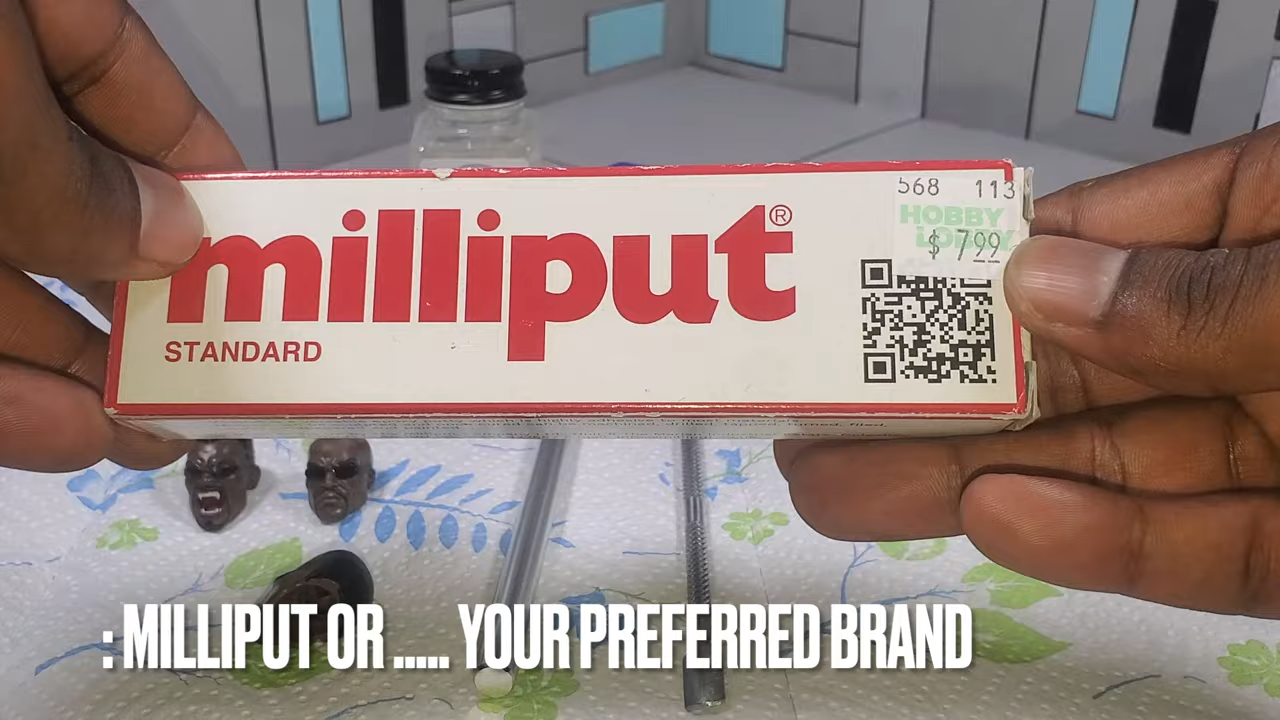 568 113
HOBBY
LOBBY
$ 7.99
milliput®
STANDARD
: MILLIPUT OR ..... YOUR PREFERRED BRAND